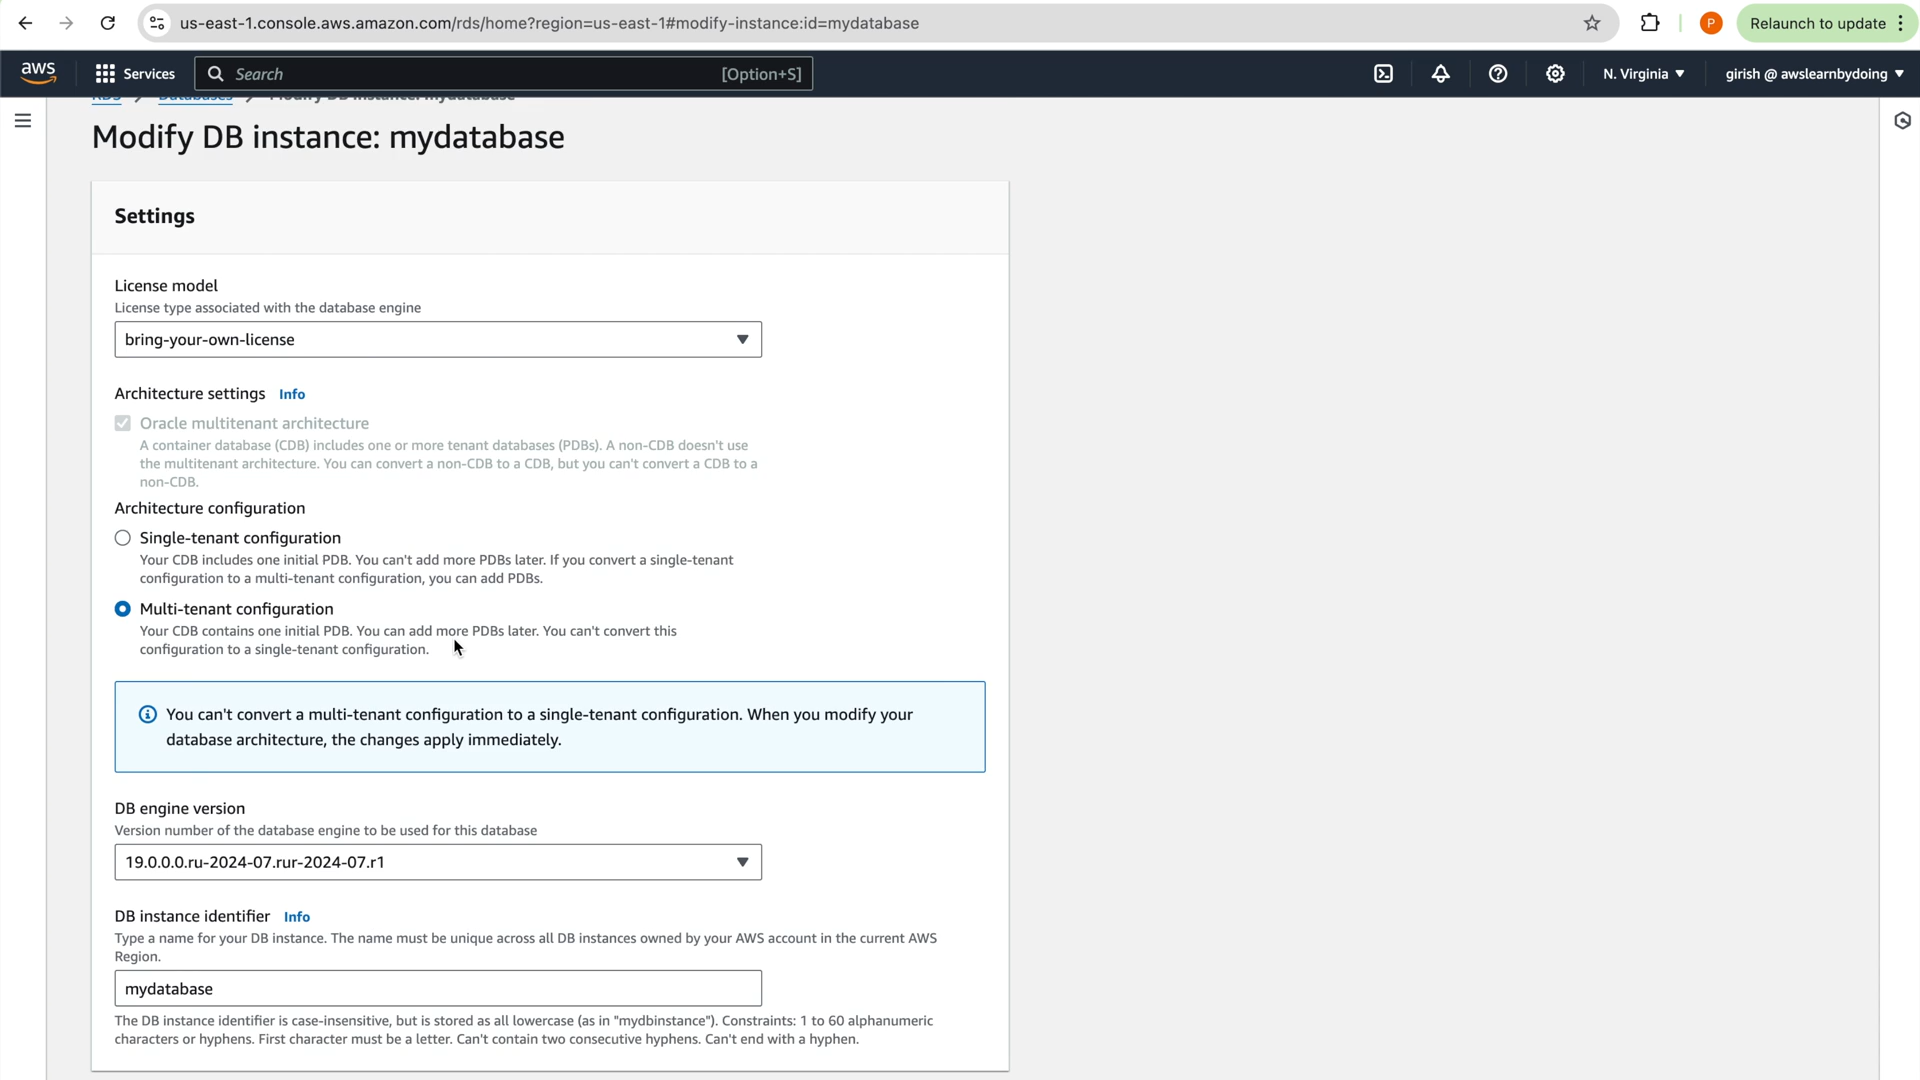 us-east-1.console.aws.amazon.com/rds/home?region=us-east-1#modify-instance:id=mydatabase
P
Relaunch to update
aws
Services
Search
[Option+S]
N. Virginia
girish @ awslearnbydoing
RDS
Databases
Modify DB instance: mydatabase
Modify DB instance: mydatabase
Settings
License model
License type associated with the database engine
bring-your-own-license
Architecture settings Info
Oracle multitenant architecture
A container database (CDB) includes one or more tenant databases (PDBs). A non-CDB doesn't use
the multitenant architecture. You can convert a non-CDB to a CDB, but you can't convert a CDB to a
non-CDB.
Architecture configuration
Single-tenant configuration
Your CDB includes one initial PDB. You can't add more PDBs later. If you convert a single-tenant
configuration to a multi-tenant configuration, you can add PDBs.
Multi-tenant configuration
Your CDB contains one initial PDB. You can add more PDBs later. You can't convert this
configuration to a single-tenant configuration.
You can't convert a multi-tenant configuration to a single-tenant configuration. When you modify your
database architecture, the changes apply immediately.
DB engine version
Version number of the database engine to be used for this database
19.0.0.0.ru-2024-07.rur-2024-07.r1
DB instance identifier Info
Type a name for your DB instance. The name must be unique across all DB instances owned by your AWS account in the current AWS
Region.
mydatabase
The DB instance identifier is case-insensitive, but is stored as all lowercase (as in "mydbinstance"). Constraints: 1 to 60 alphanumeric
characters or hyphens. First character must be a letter. Can't contain two consecutive hyphens. Can't end with a hyphen.